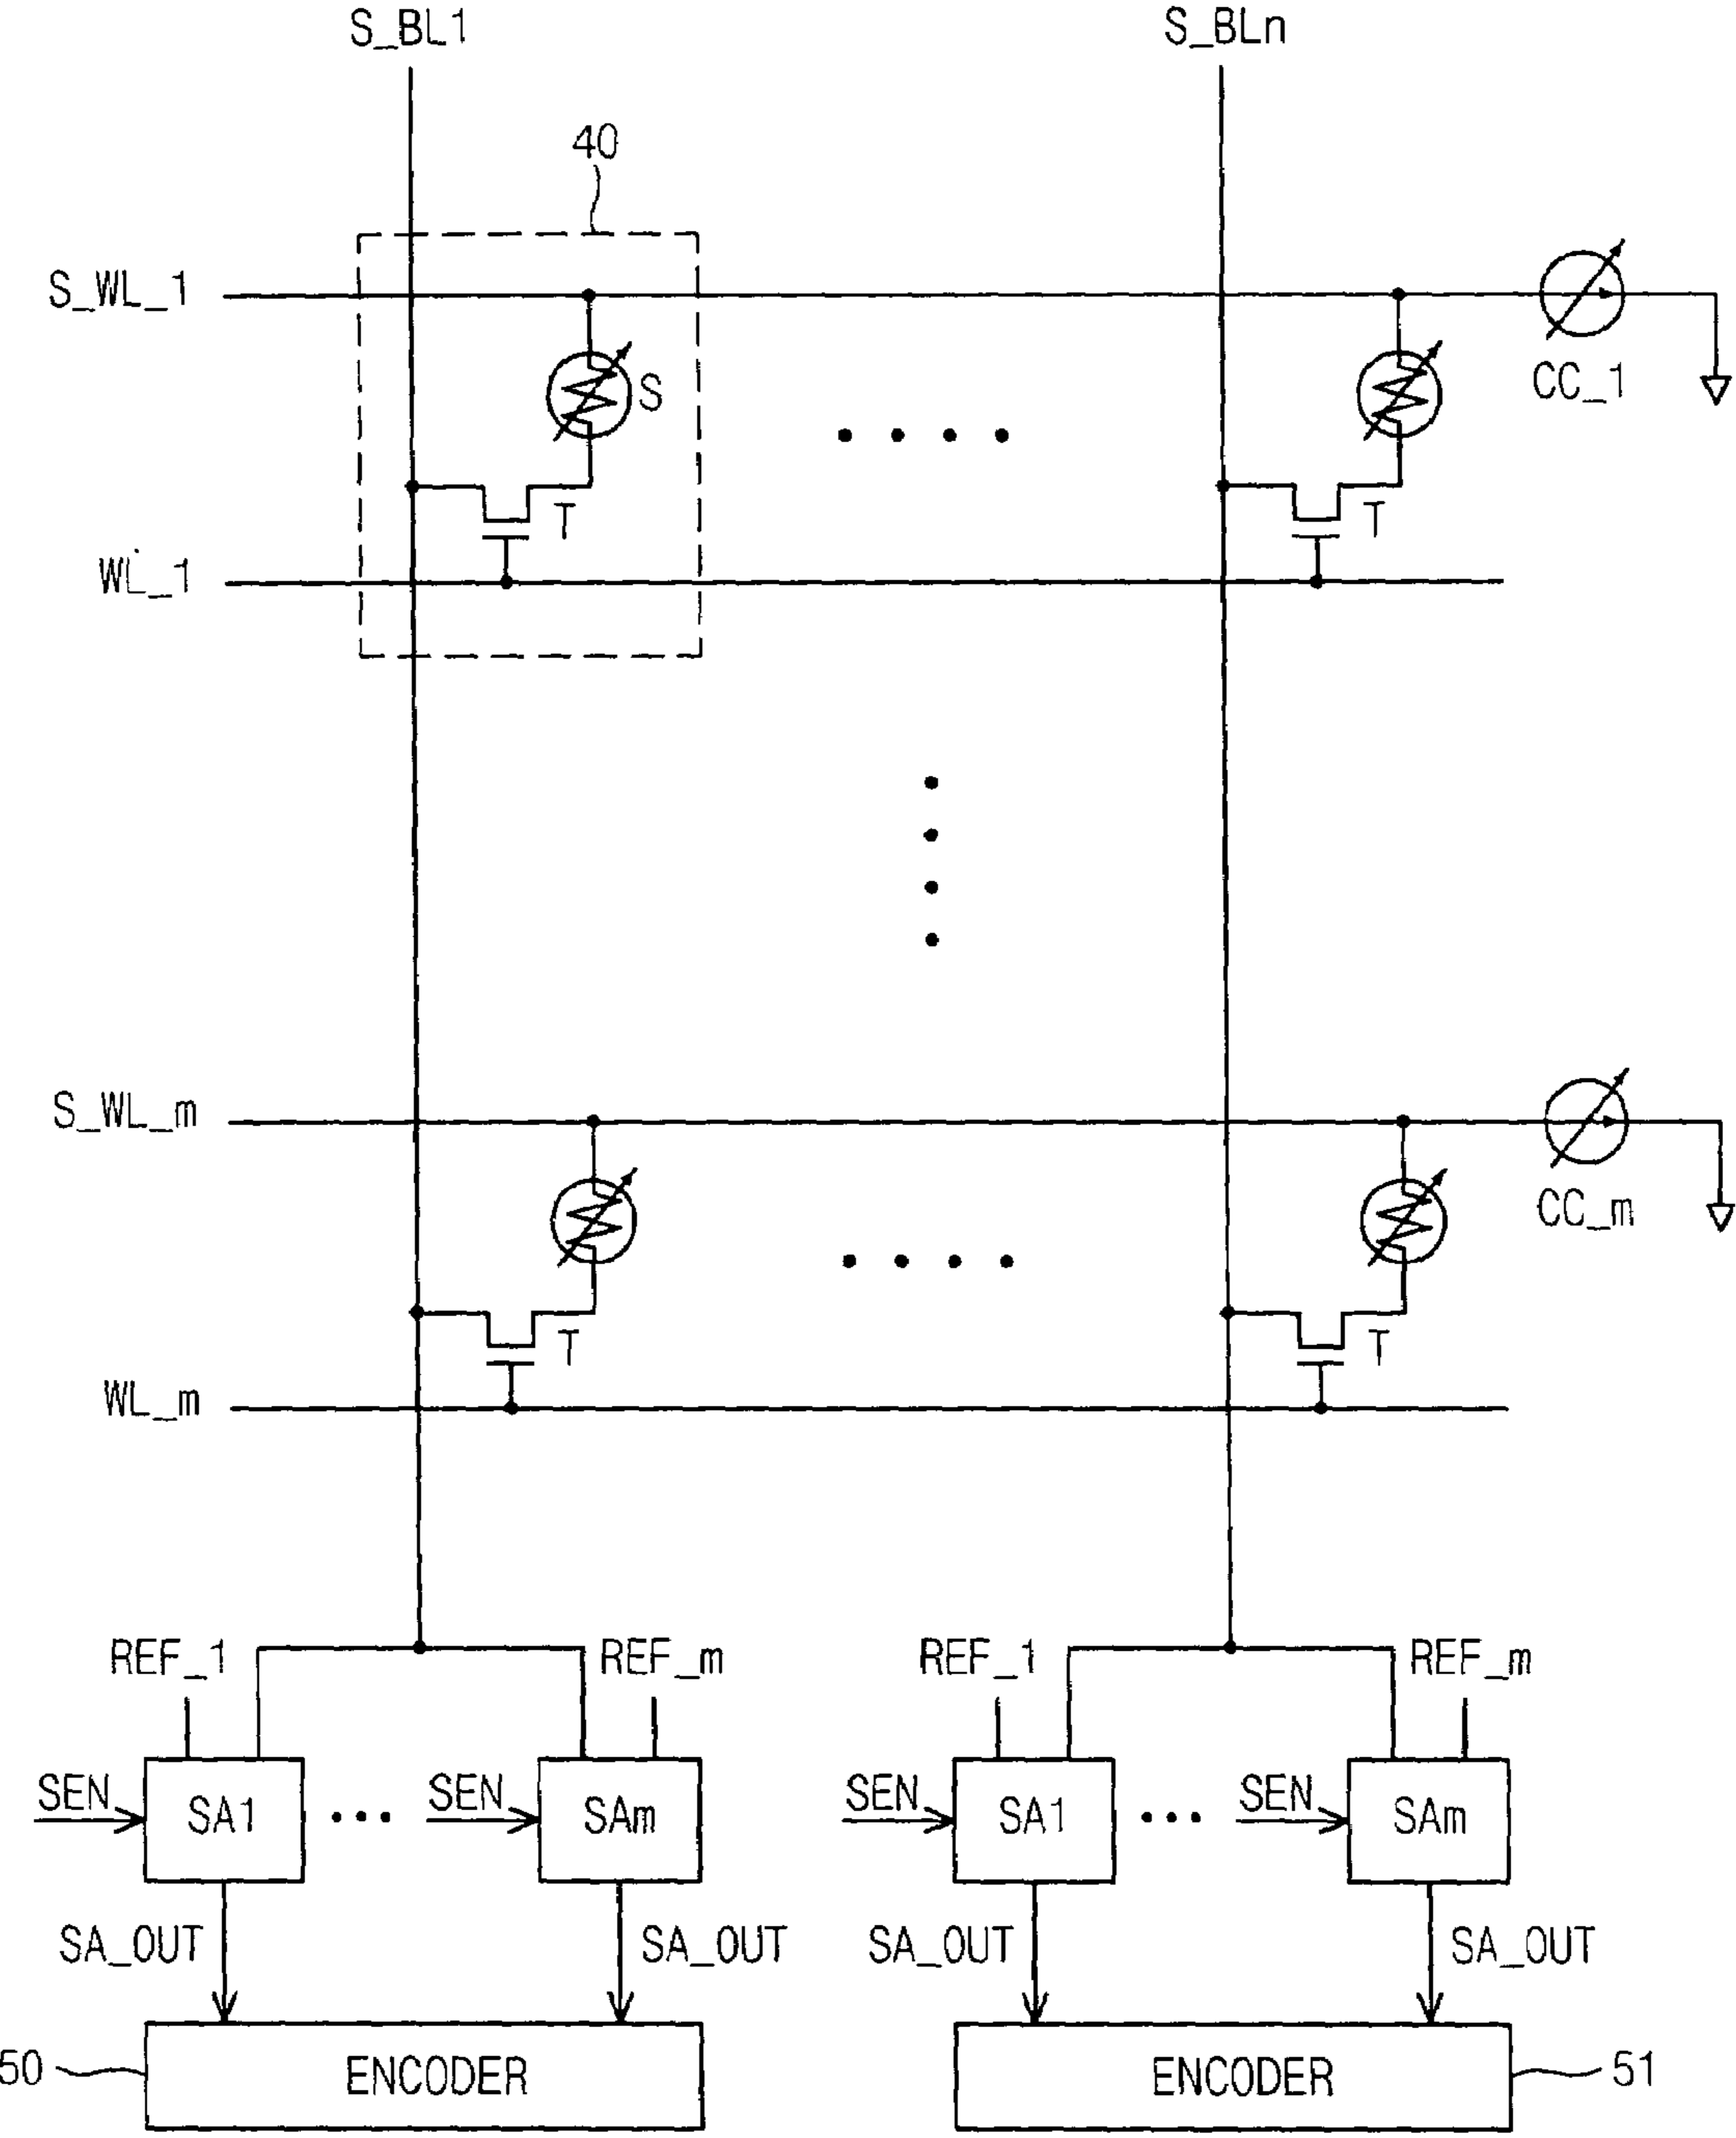 S_BL1 S_BLn
40
S_WL_1
S
CC_1
T T
WL_1
S_WL_m
CC_m
T T
WL_m
REF_1 REF_m REF_1 REF_m
SEN SA1 SEN SAm SEN SA1 SEN SAm
SA_OUT SA_OUT SA_OUT SA_OUT
50 ENCODER ENCODER 51